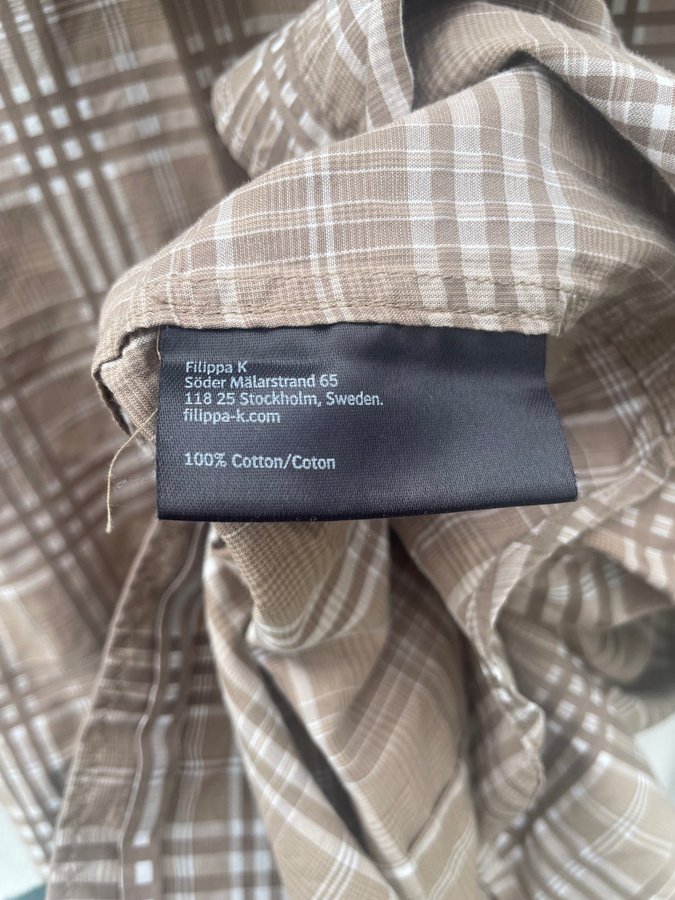 Filippa K
Söder Mälarstrand 65
118 25 Stockholm, Sweden.
filippa-k.com
100% Cotton/Coton